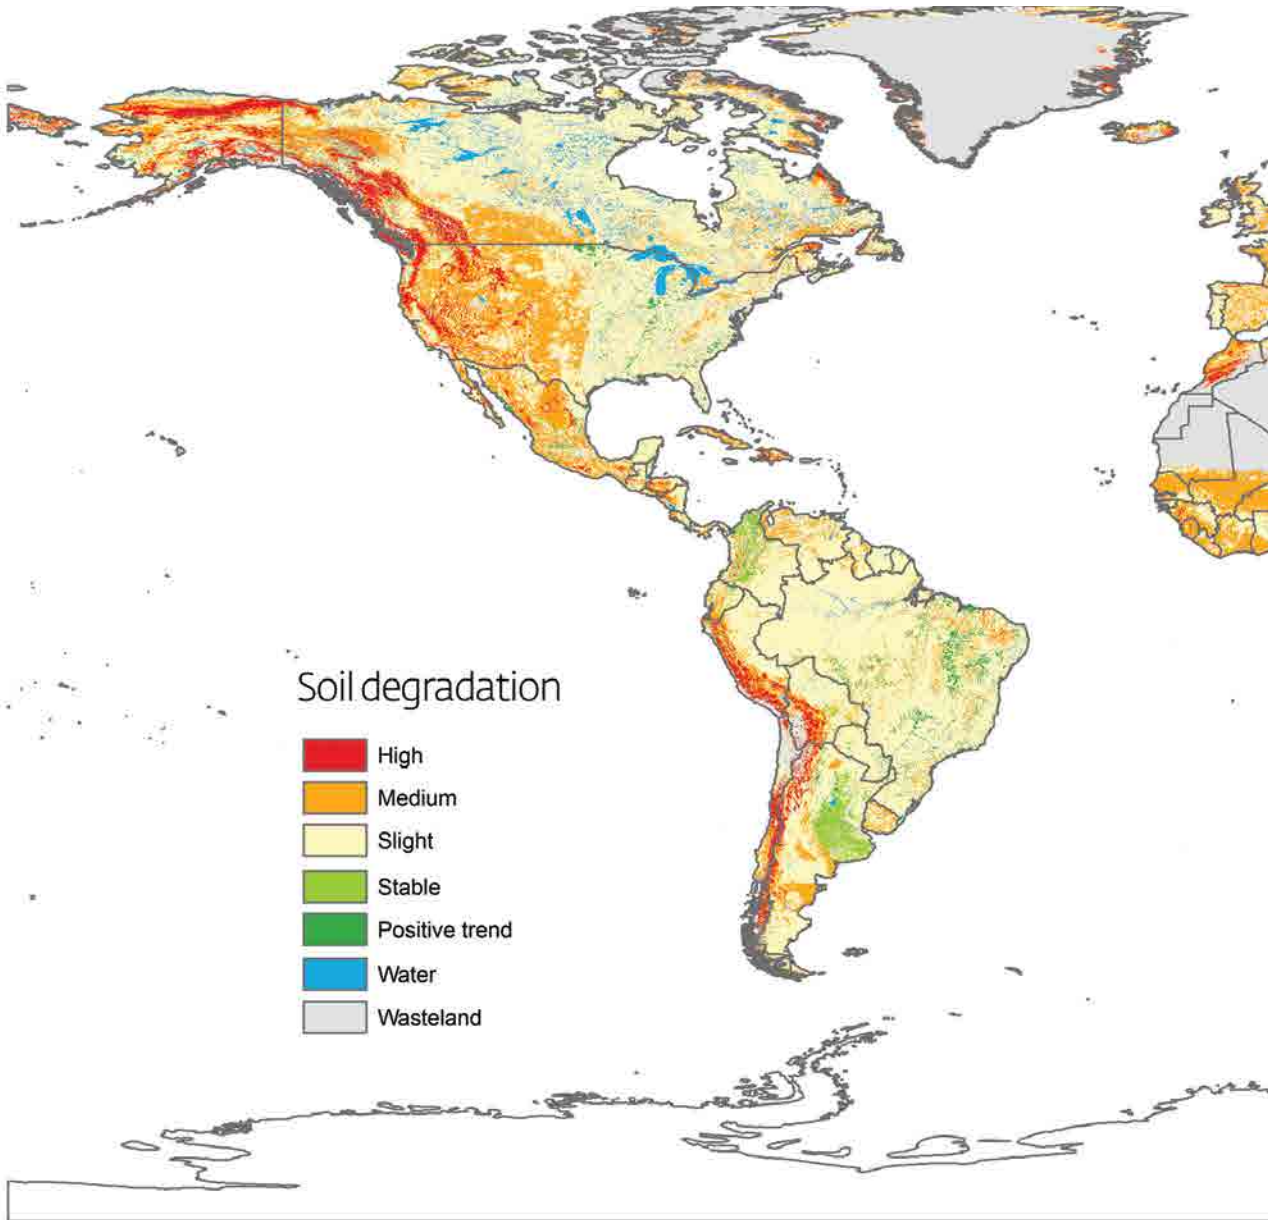 Soil degradation
High
Medium
Slight
Stable
Positive trend
Water
Wasteland